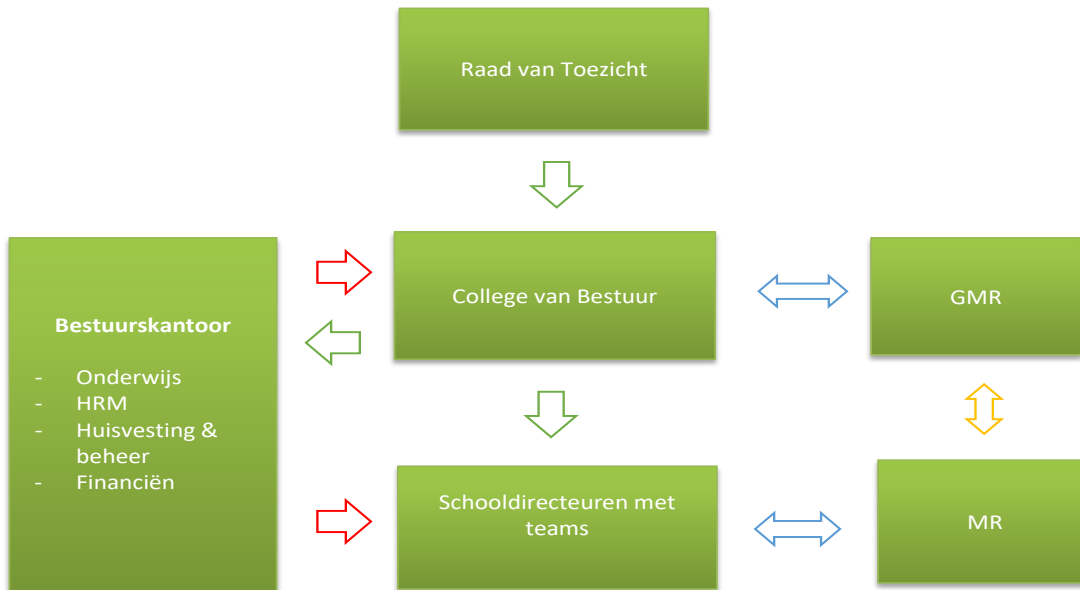 Raad van Toezicht
Bestuurskantoor
- Onderwijs
- HRM
- Huisvesting &
beheer
- Financiën
College van Bestuur
GMR
Schooldirecteuren met
teams
MR